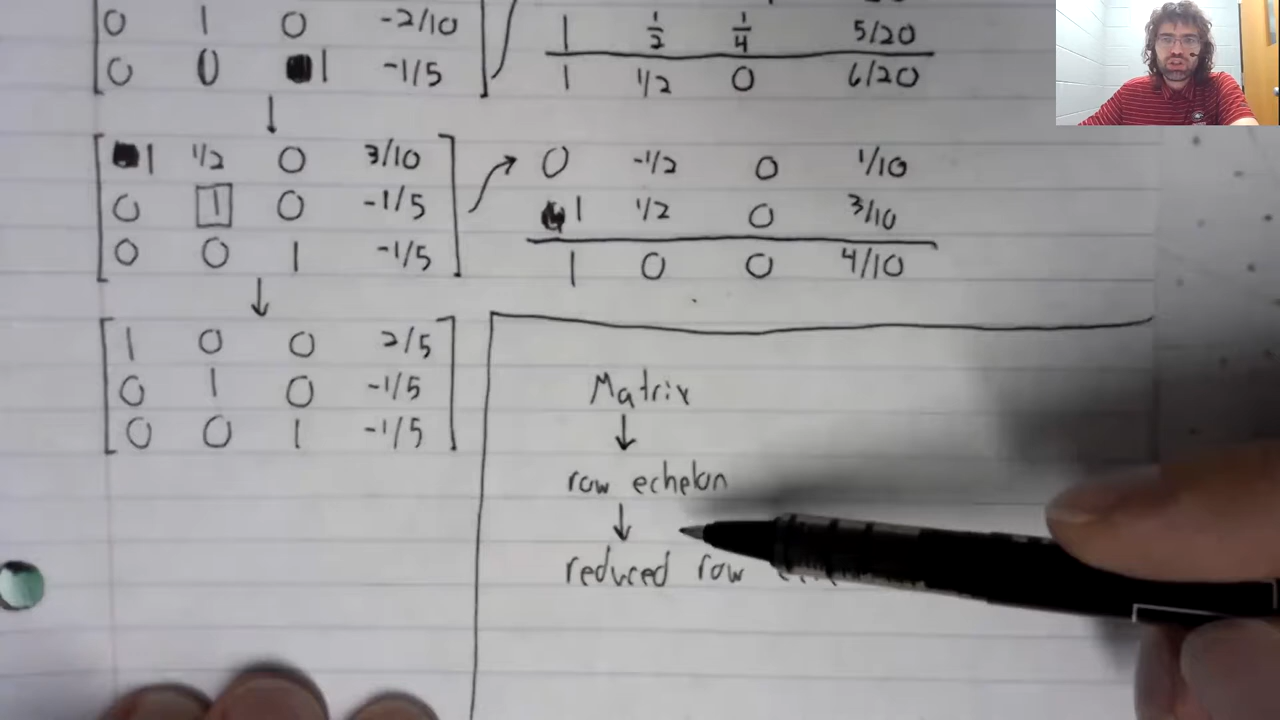 0 1 0 -2/10
0 0 1 -1/5
1 1/2 1/4 5/20
1 1/2 0 6/20
1 1/2 0 3/10
0 1 0 -1/5
0 0 1 -1/5
0 -1/2 0 1/10
1 1/2 0 3/10
1 0 0 4/10
1 0 0 2/5
0 1 0 -1/5
0 0 1 -1/5
Matrix
row echelon
reduced row